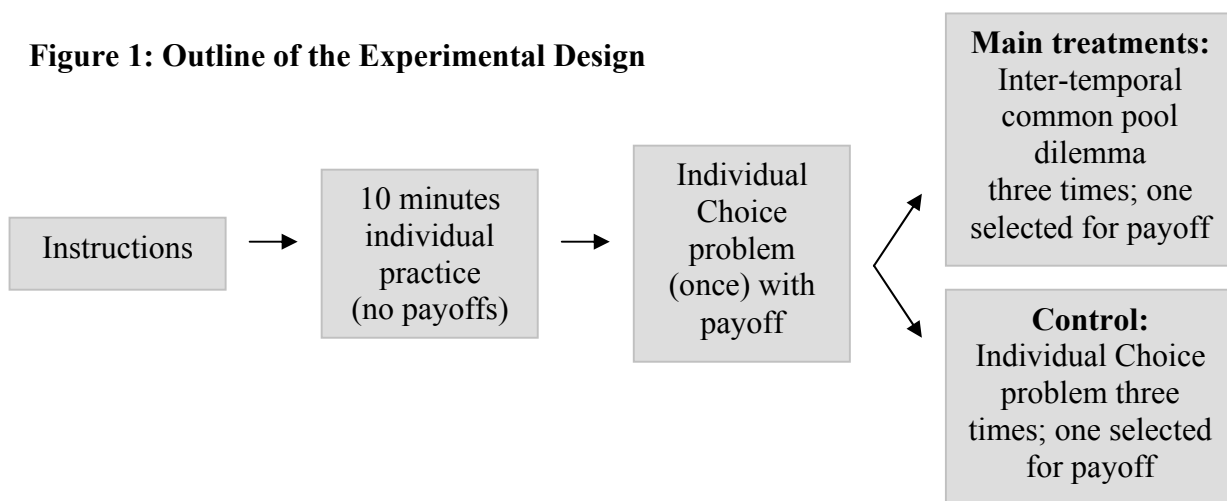 Figure 1: Outline of the Experimental Design
Instructions
10 minutes
individual
practice
(no payoffs)
Individual
Choice
problem
(once) with
payoff
Main treatments:
Inter-temporal
common pool
dilemma
three times; one
selected for payoff
Control:
Individual Choice
problem three
times; one selected
for payoff